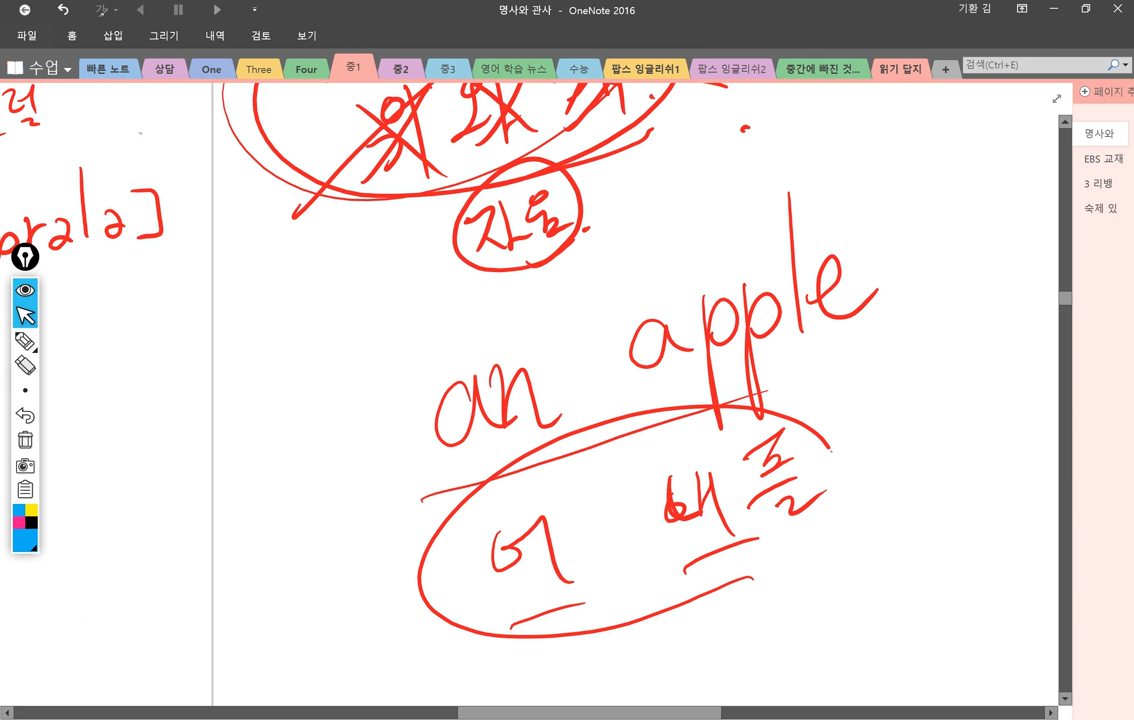 명사와 관사 - OneNote 2016
기환 김
파일 홈 삽입 그리기 내역 검토 보기
수업 빠른 노트 상담 One Three Four 중1 중2 중3 영어 학습 뉴스 수능 팝스 잉글리쉬1 팝스 잉글리쉬2 중간에 빠진 것... 읽기 답지 +
검색(Ctrl+E)
페이지 추
명사와
EBS 교재
3 리뱅
숙제 있
자음.
an apple
어 애플